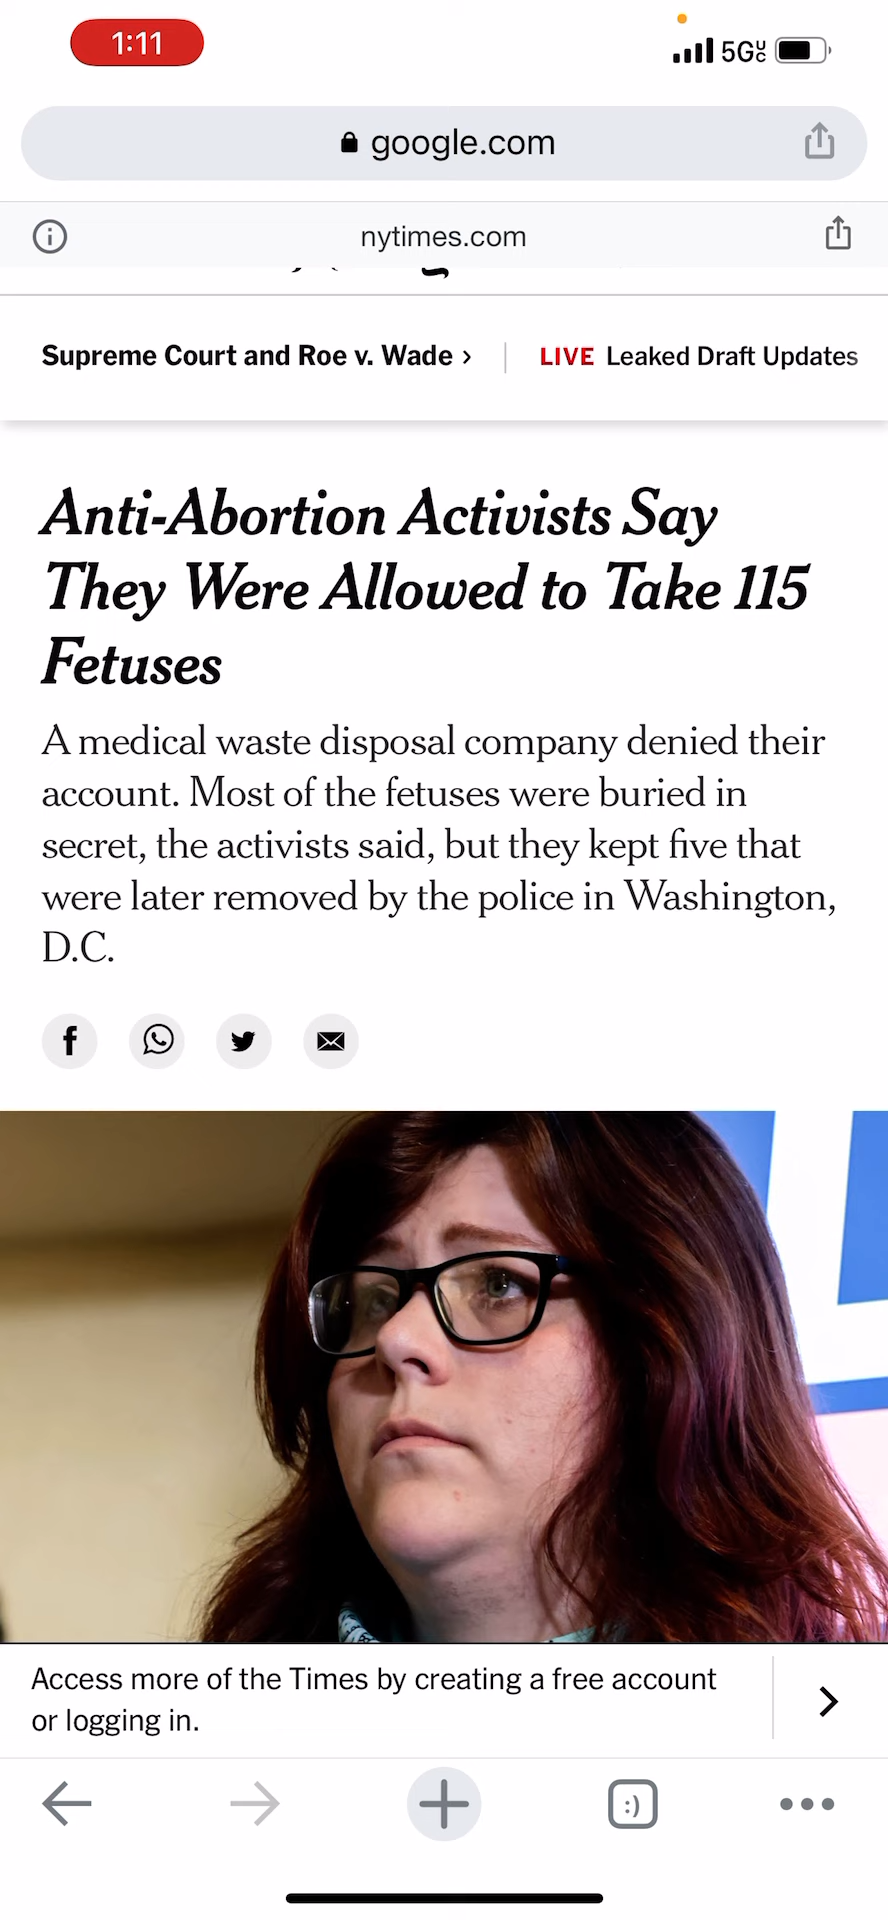 1:11
5G UC
google.com
nytimes.com
Supreme Court and Roe v. Wade ›
LIVE Leaked Draft Updates
Anti-Abortion Activists Say
They Were Allowed to Take 115
Fetuses
A medical waste disposal company denied their
account. Most of the fetuses were buried in
secret, the activists said, but they kept five that
were later removed by the police in Washington,
D.C.
Access more of the Times by creating a free account
or logging in.
:)